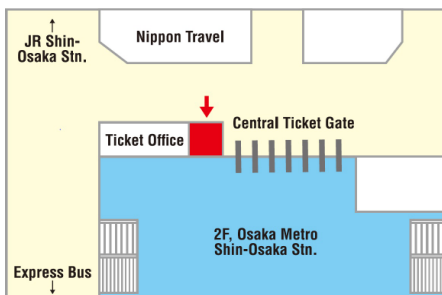 ↑
JR Shin-
Osaka Stn.
Nippon Travel
Central Ticket Gate
Ticket Office
2F, Osaka Metro
Shin-Osaka Stn.
Express Bus
↓